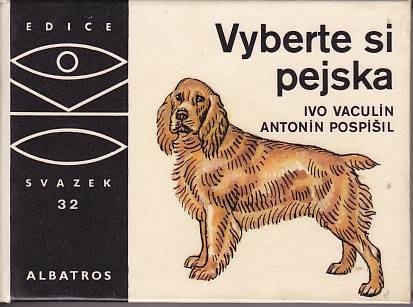 EDICE
SVAZEK
32
ALBATROS
Vyberte si
pejska
IVO VACULÍN
ANTONÍN POSPÍŠIL